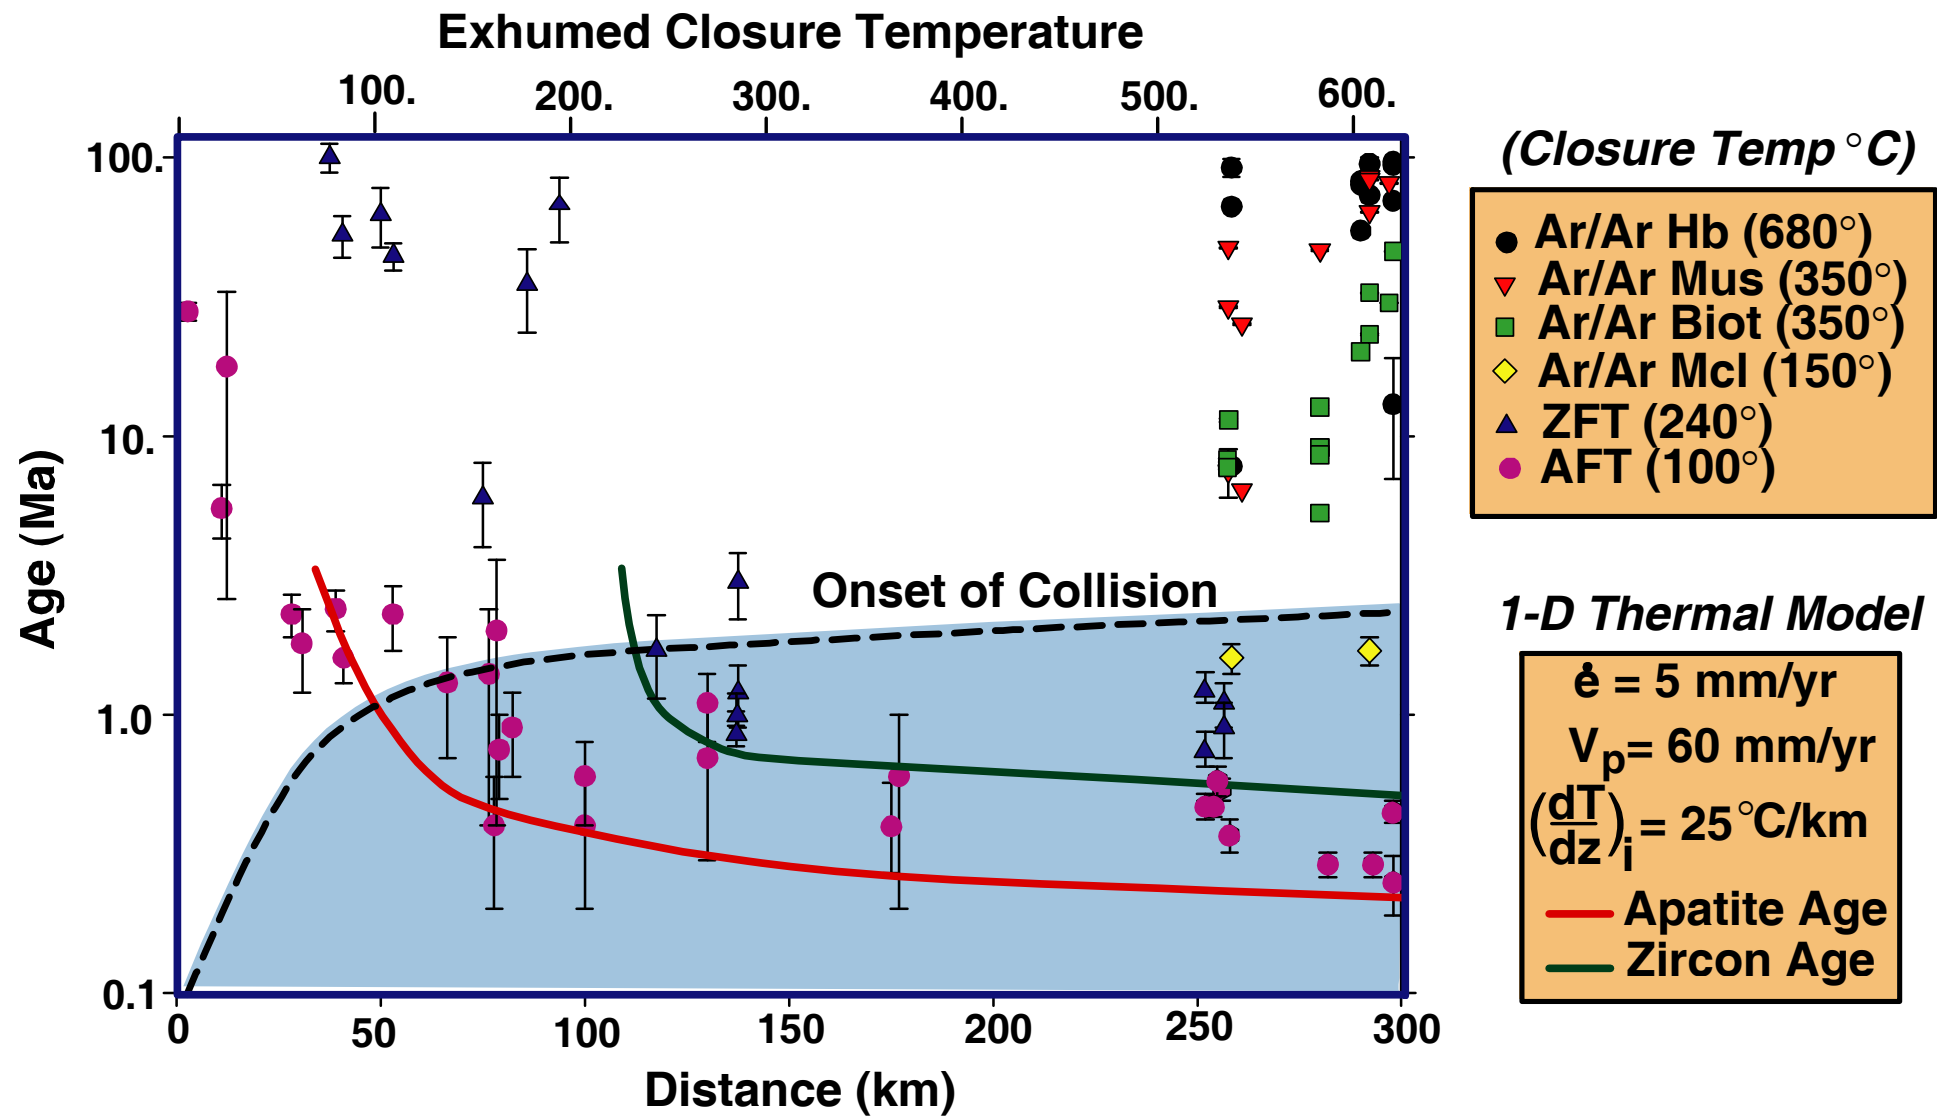 Exhumed Closure Temperature
100. 200. 300. 400. 500. 600.
100.
10.
1.0
0.1
Age (Ma)
Onset of Collision
0 50 100 150 200 250 300
Distance (km)
(Closure Temp °C)
Ar/Ar Hb (680°)
Ar/Ar Mus (350°)
Ar/Ar Biot (350°)
Ar/Ar Mcl (150°)
ZFT (240°)
AFT (100°)
1-D Thermal Model
ė = 5 mm/yr
Vp= 60 mm/yr
(dT/dz)i = 25°C/km
Apatite Age
Zircon Age